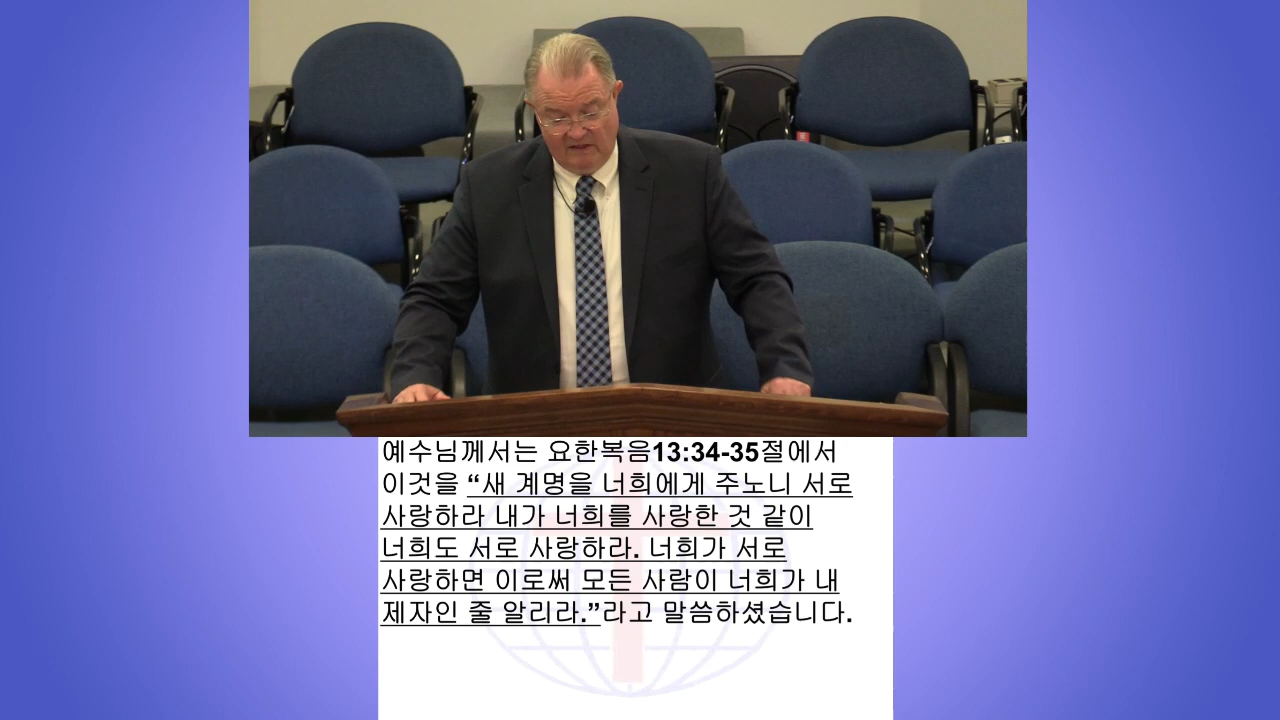 예수님께서는 요한복음13:34-35절에서
이것을 “새 계명을 너희에게 주노니 서로
사랑하라 내가 너희를 사랑한 것 같이
너희도 서로 사랑하라. 너희가 서로
사랑하면 이로써 모든 사람이 너희가 내
제자인 줄 알리라.”라고 말씀하셨습니다.